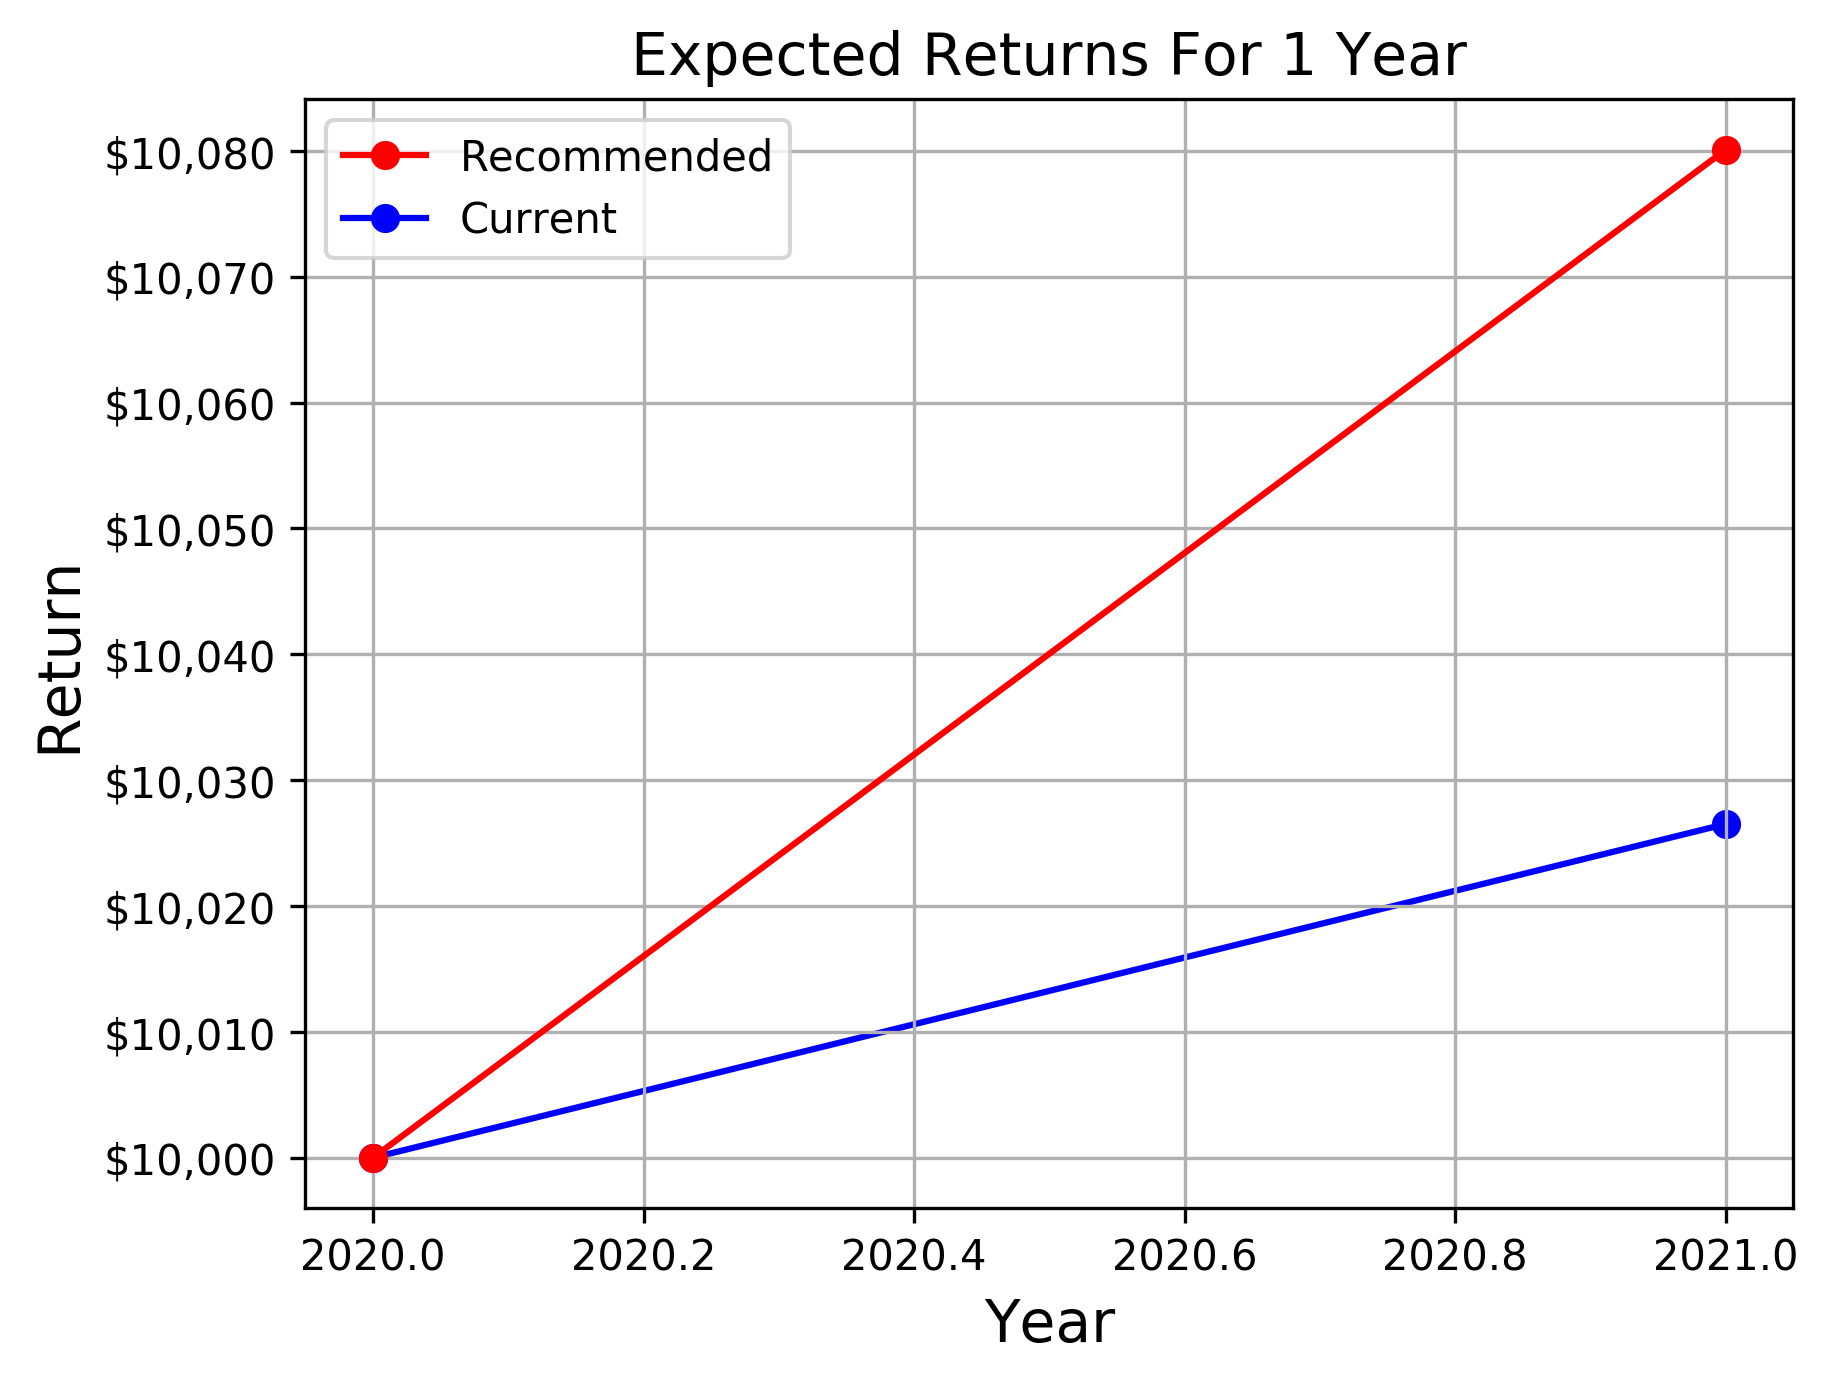 Expected Returns For 1 Year
Recommended
Current
$10,080
$10,070
$10,060
$10,050
$10,040
$10,030
$10,020
$10,010
$10,000
Return
2020.0 2020.2 2020.4 2020.6 2020.8 2021.0
Year